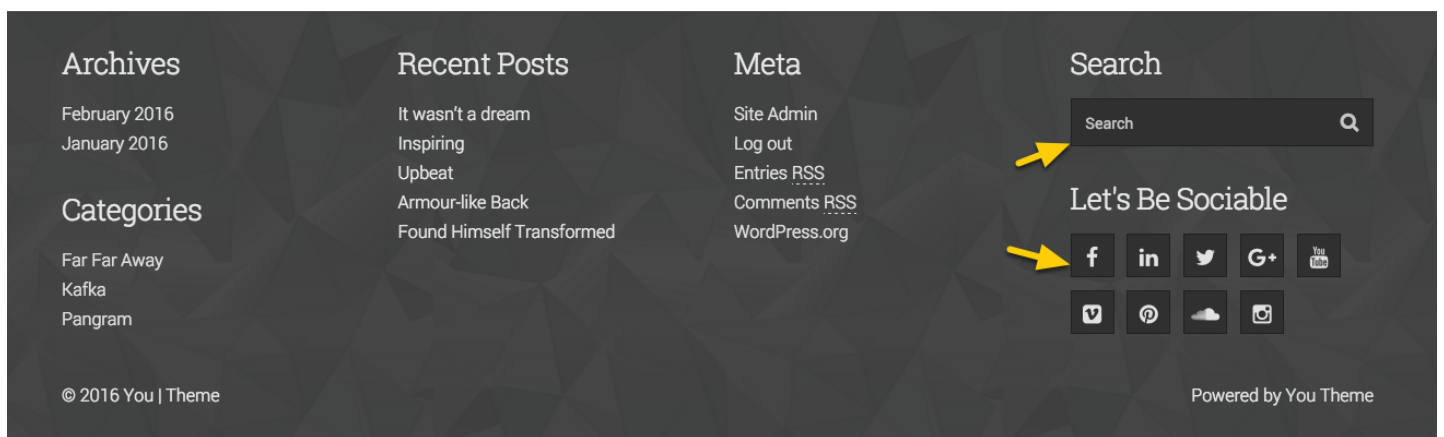 Archives
February 2016
January 2016
Categories
Far Far Away
Kafka
Pangram
Recent Posts
It wasn't a dream
Inspiring
Upbeat
Armour-like Back
Found Himself Transformed
Meta
Site Admin
Log out
Entries RSS
Comments RSS
WordPress.org
Search
Search
Let's Be Sociable
f in G+ You Tube
© 2016 You | Theme
Powered by You Theme